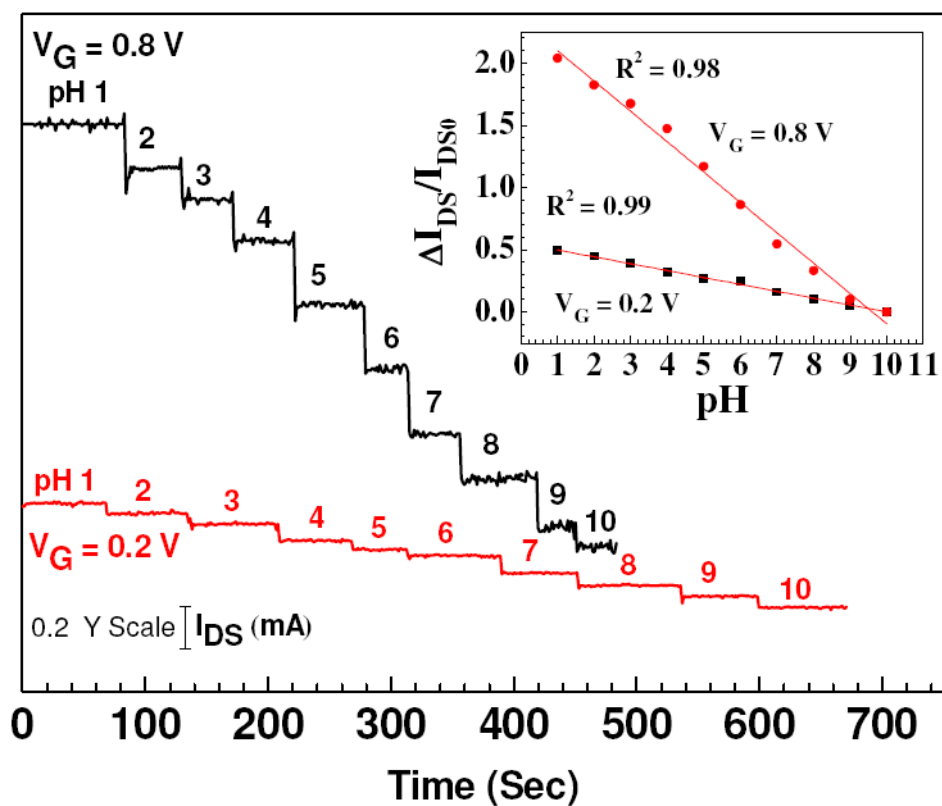 V_G = 0.8 V
pH 1
2
3
4
5
6
7
8
9
10
pH 1
2
3
4
5
6
7
8
9
10
V_G = 0.2 V
0.2 Y Scale I_DS (mA)
0 100 200 300 400 500 600 700
Time (Sec)
ΔI_DS/I_DS0
2.0
1.5
1.0
0.5
0.0
R² = 0.98
V_G = 0.8 V
R² = 0.99
V_G = 0.2 V
0 1 2 3 4 5 6 7 8 9 10 11
pH